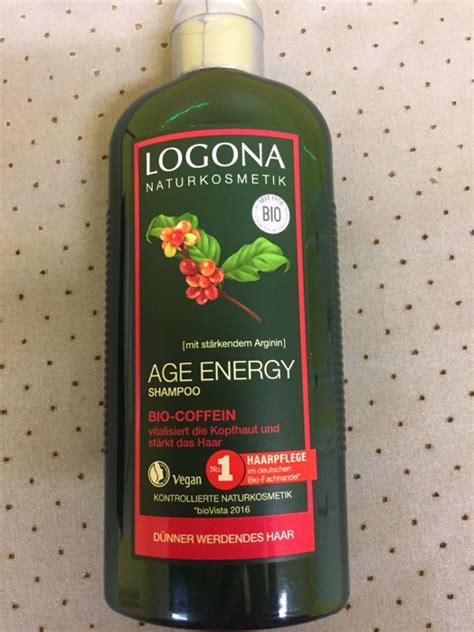 LOGONA
NATURKOSMETIK
BIO
[mit stärkendem Arginin]
AGE ENERGY
SHAMPOO
BIO-COFFEIN
vitalisiert die Kopfhaut und
stärkt das Haar
Vegan
No. 1
HAARPFLEGE
im deutschen
Bio-Fachhandel*
KONTROLLIERTE NATURKOSMETIK
*bioVista 2016
DÜNNER WERDENDES HAAR